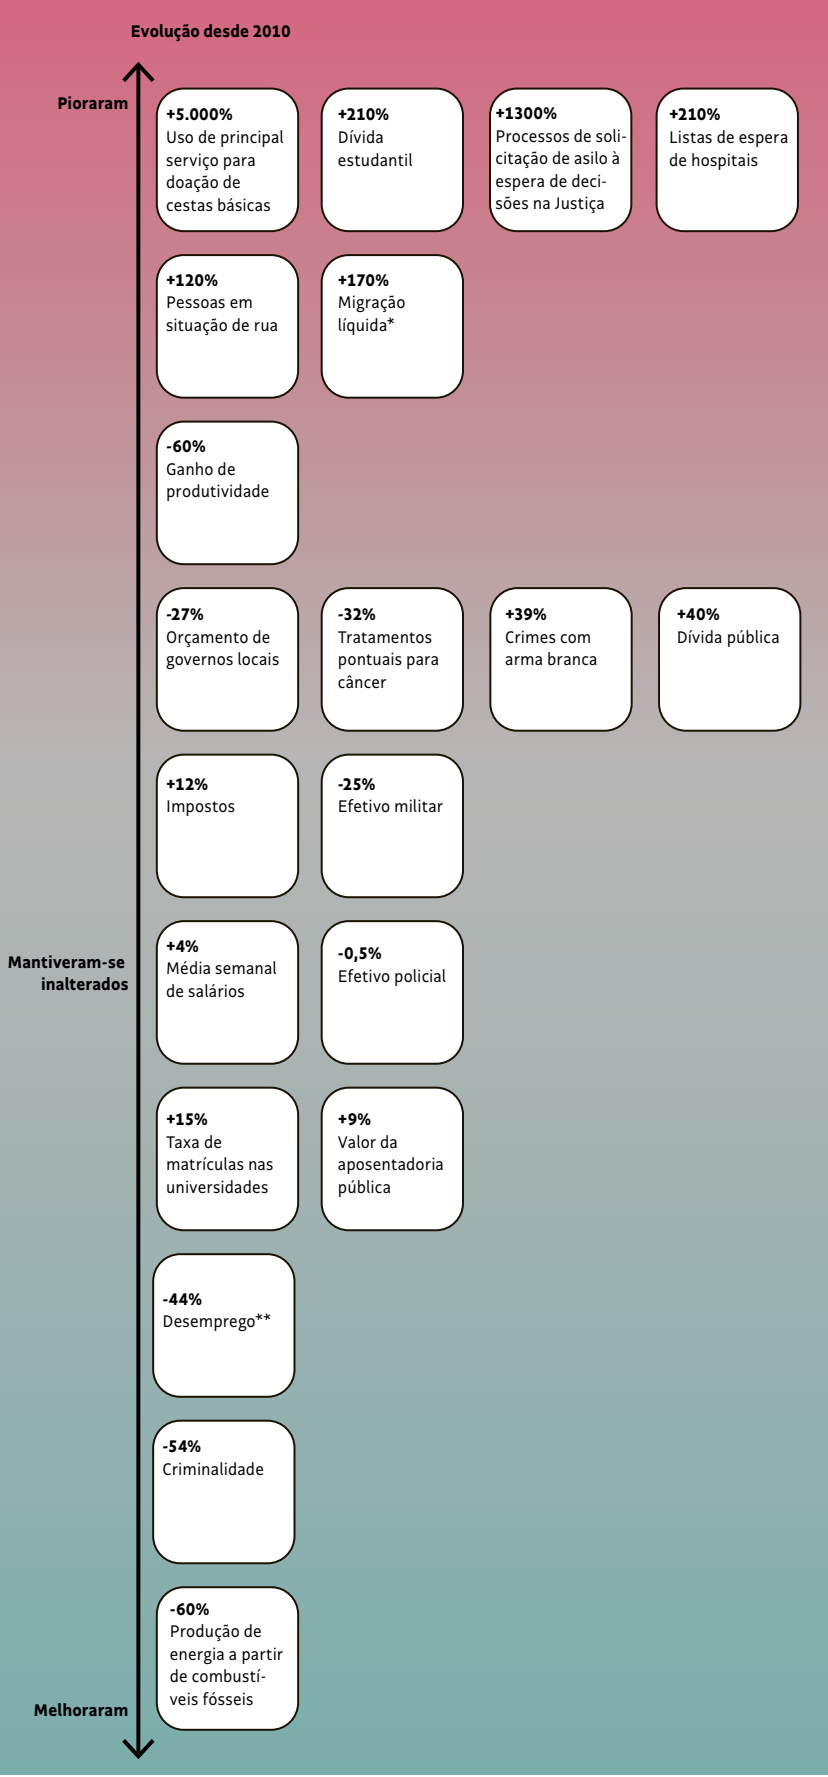 Evolução desde 2010
Pioraram
+5.000%
Uso de principal
serviço para
doação de
cestas básicas
+210%
Dívida
estudantil
+1300%
Processos de soli-
citação de asilo à
espera de deci-
sões na Justiça
+210%
Listas de espera
de hospitais
+120%
Pessoas em
situação de rua
+170%
Migração
líquida*
-60%
Ganho de
produtividade
-27%
Orçamento de
governos locais
-32%
Tratamentos
pontuais para
câncer
+39%
Crimes com
arma branca
+40%
Dívida pública
+12%
Impostos
-25%
Efetivo militar
Mantiveram-se
inalterados
+4%
Média semanal
de salários
-0,5%
Efetivo policial
+15%
Taxa de
matrículas nas
universidades
+9%
Valor da
aposentadoria
pública
-44%
Desemprego**
-54%
Criminalidade
-60%
Produção de
energia a partir
de combustí-
veis fósseis
Melhoraram